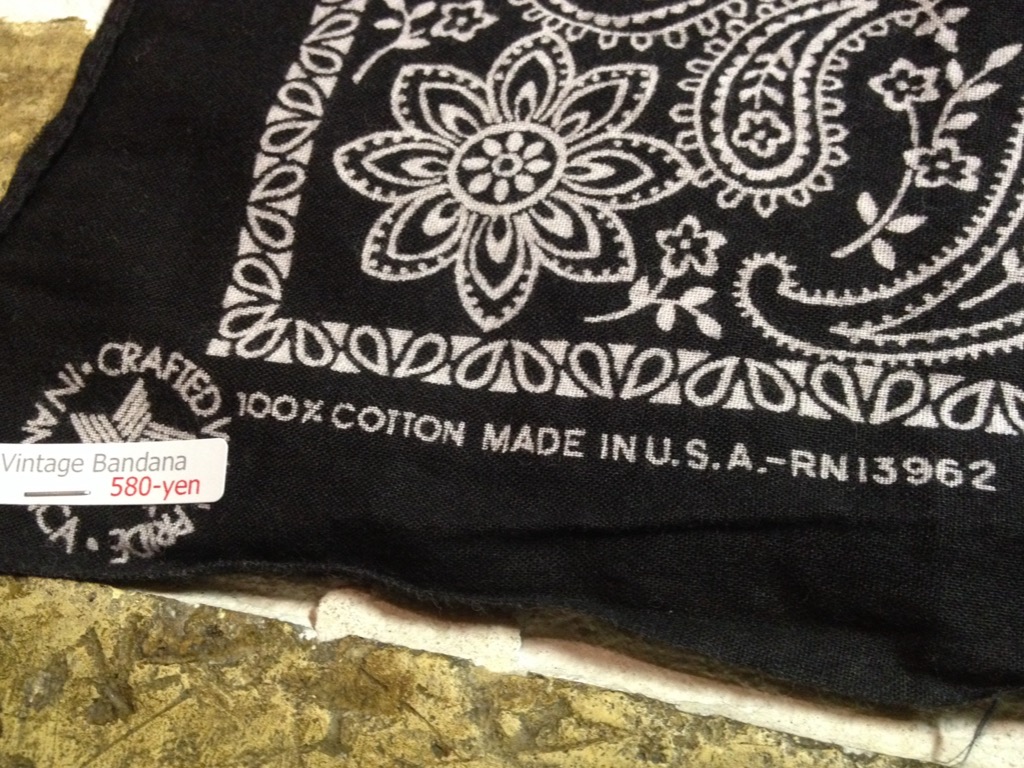 CRAFTED
PRIDE
Vintage Bandana
580-yen
100% COTTON MADE IN U.S.A.-RN13962